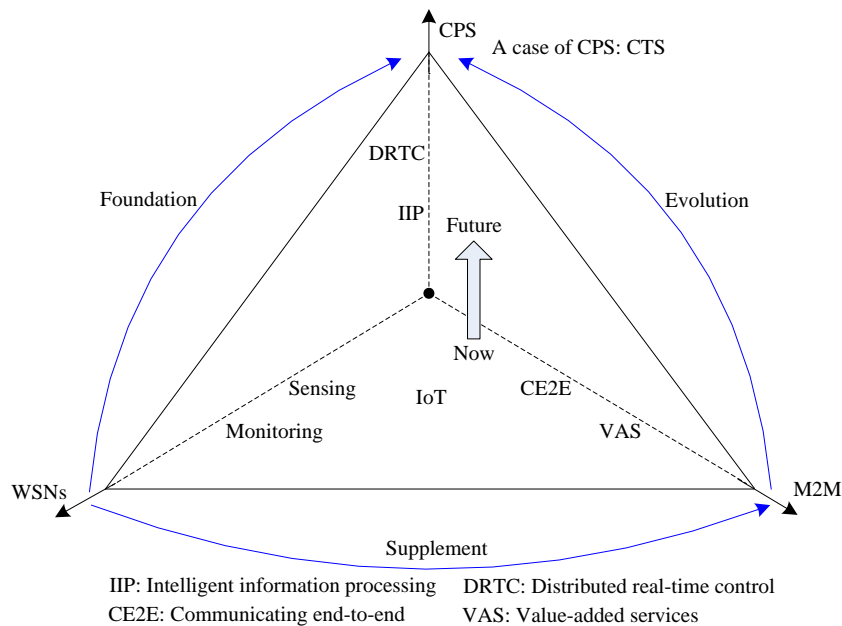 CPS
A case of CPS: CTS
DRTC
Foundation
Evolution
IIP
Future
Now
Sensing
IoT
CE2E
Monitoring
VAS
WSNs
M2M
Supplement
IIP: Intelligent information processing
DRTC: Distributed real-time control
CE2E: Communicating end-to-end
VAS: Value-added services